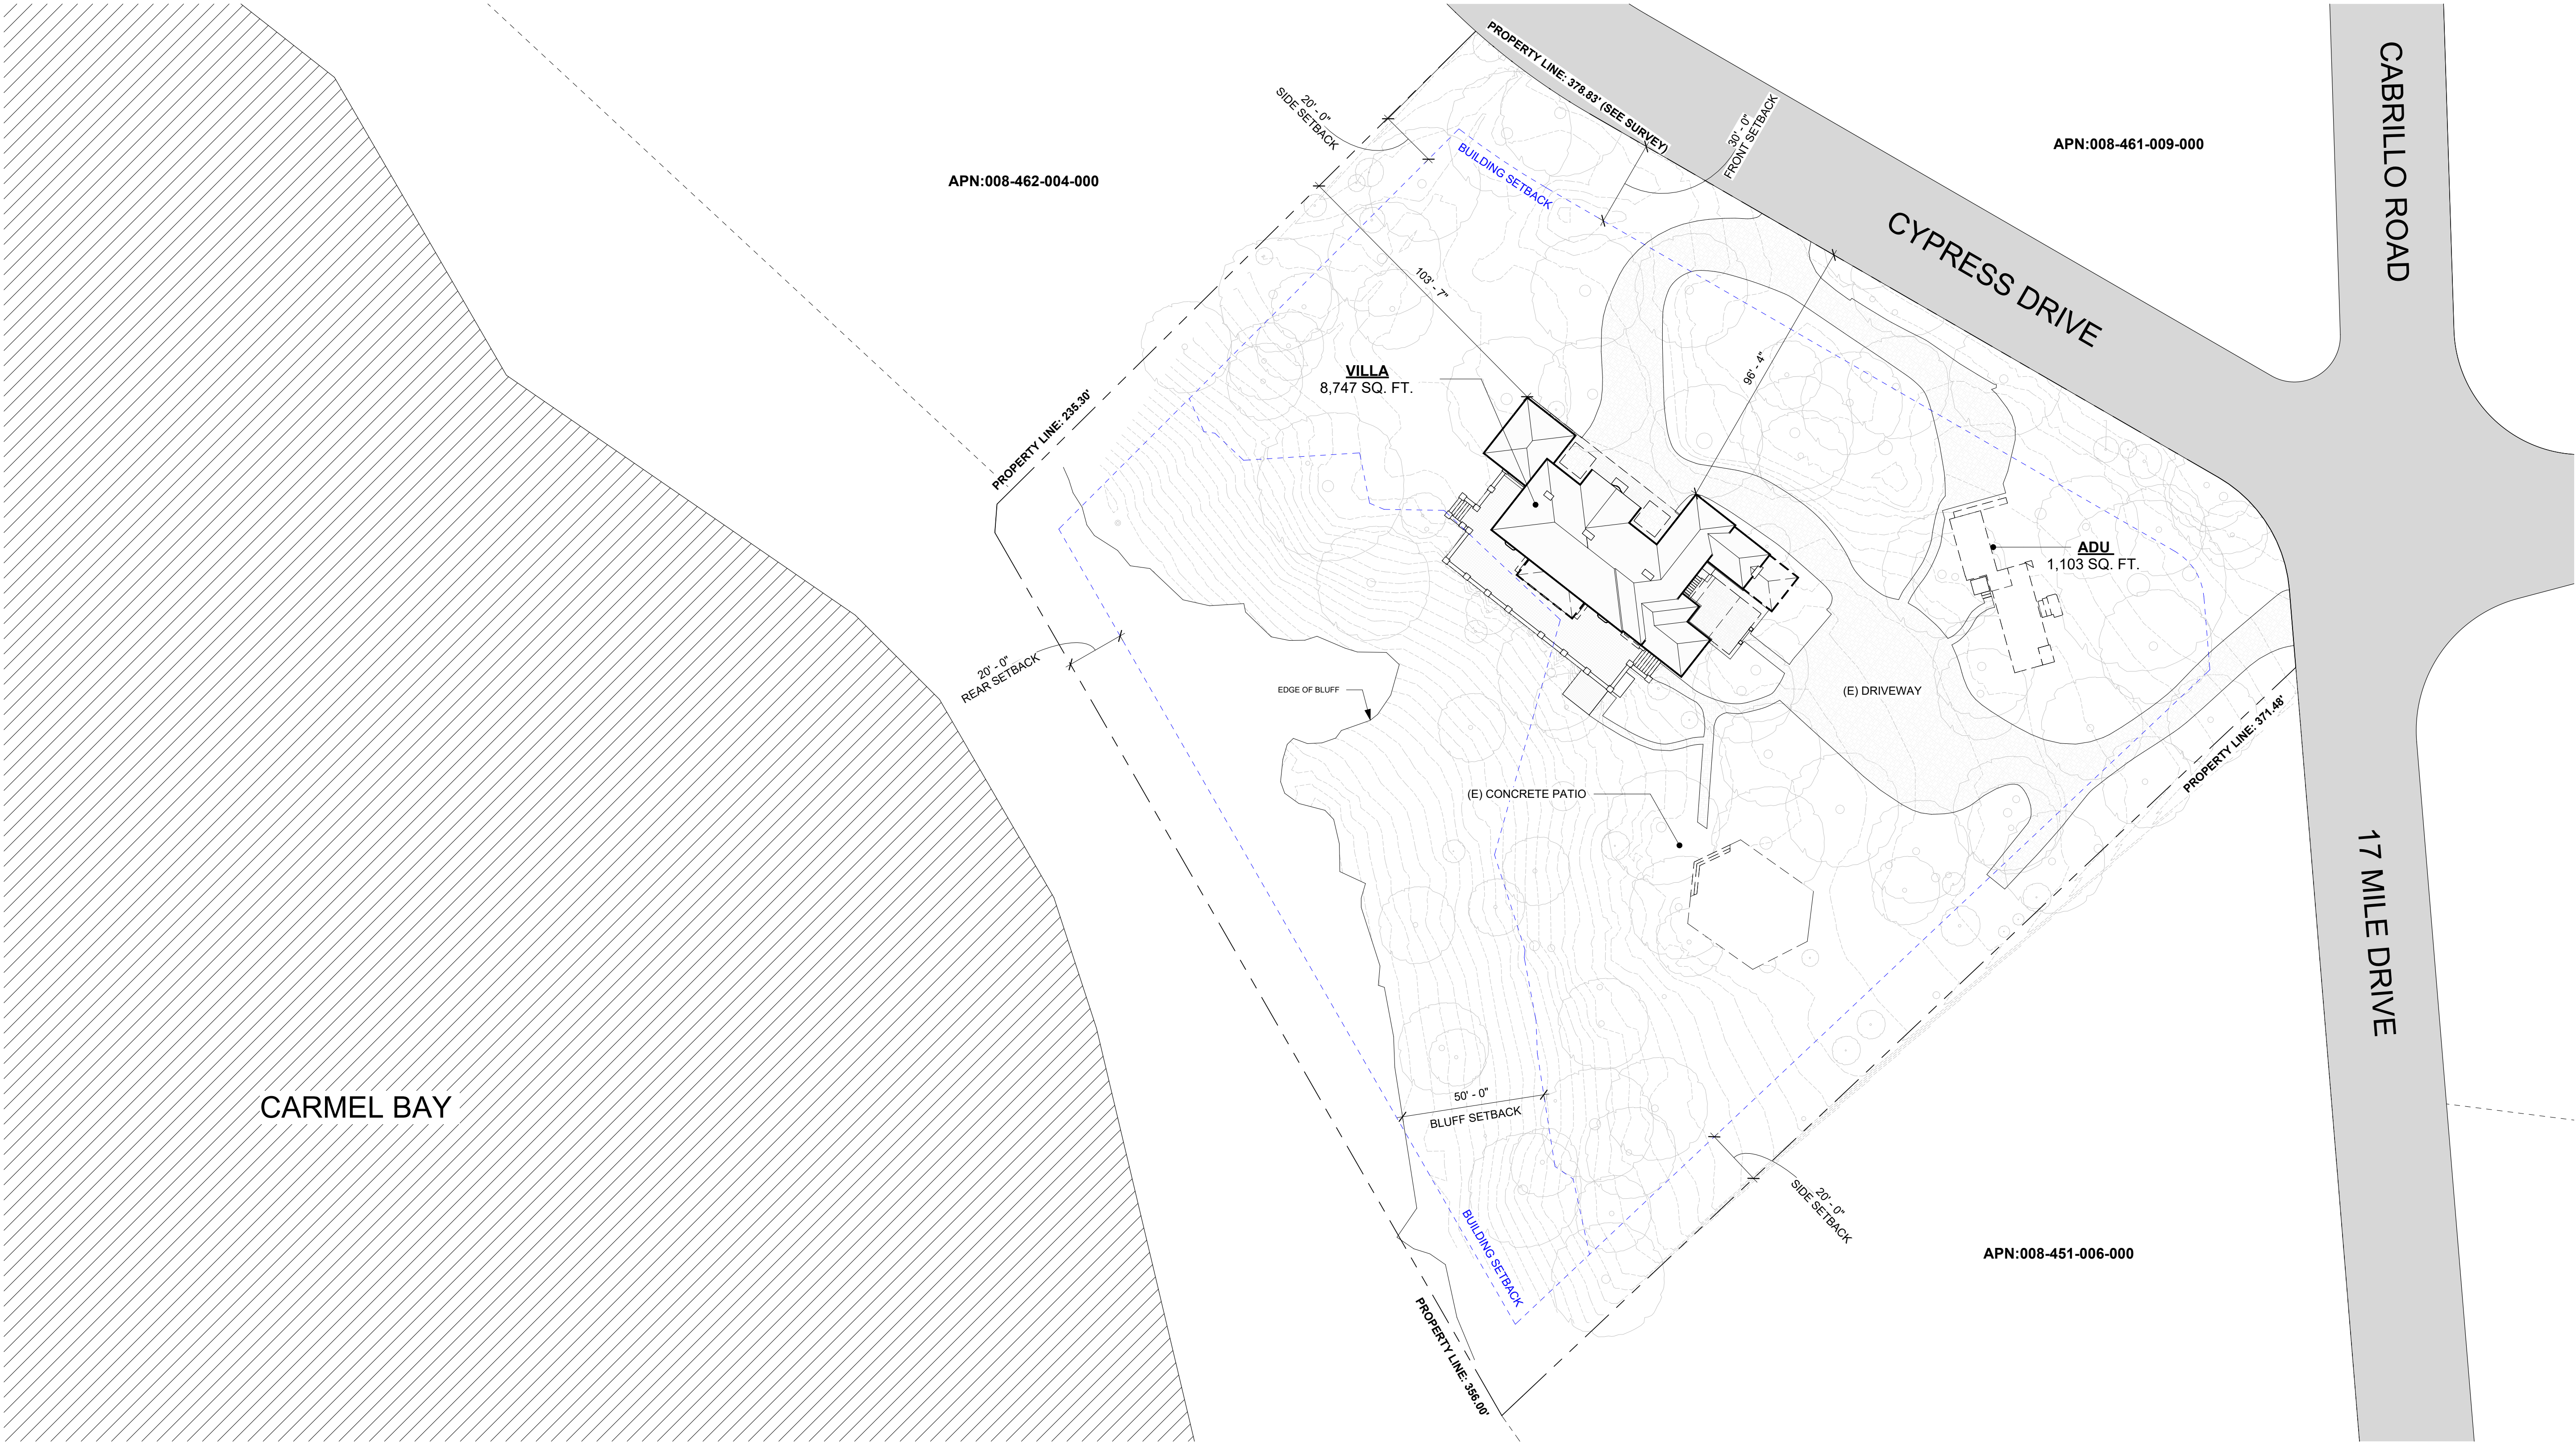 PROPERTY LINE: 378.83' (SEE SURVEY)
CABRILLO ROAD
20' - 0"
SIDE SETBACK
30' - 0"
FRONT SETBACK
APN:008-461-009-000
BUILDING SETBACK
APN:008-462-004-000
CYPRESS DRIVE
103' - 7"
96' - 4"
VILLA
8,747 SQ. FT.
PROPERTY LINE: 235.30'
ADU
1,103 SQ. FT.
20' - 0"
REAR SETBACK
EDGE OF BLUFF
(E) DRIVEWAY
PROPERTY LINE: 371.48'
(E) CONCRETE PATIO
17 MILE DRIVE
CARMEL BAY
50' - 0"
BLUFF SETBACK
20' - 0"
SIDE SETBACK
BUILDING SETBACK
APN:008-451-006-000
PROPERTY LINE: 356.00'